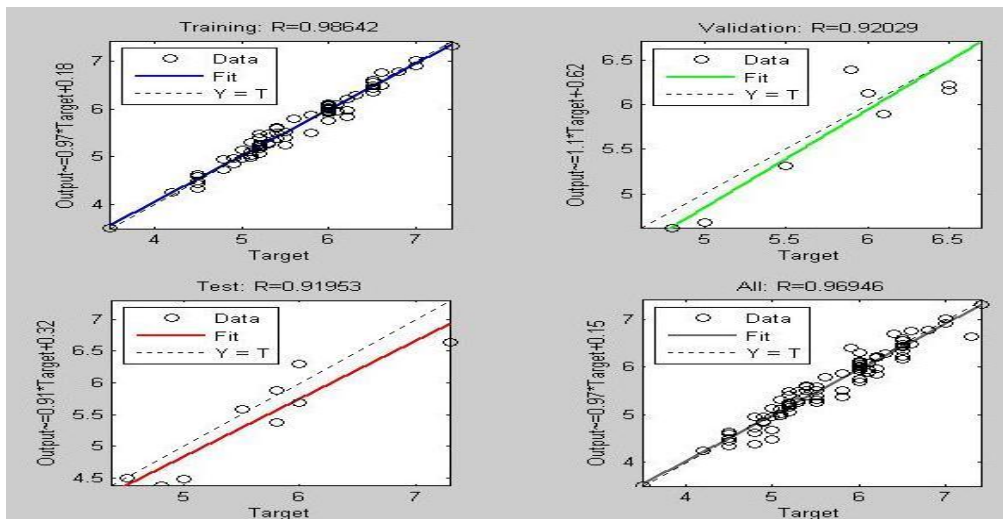 Training: R=0.98642
Output~=0.97*Target+0.18
7
6
5
4
Data
Fit
Y = T
4
5
6
7
Target
Validation: R=0.92029
Output~=1.1*Target+-0.62
6.5
6
5.5
5
Data
Fit
Y = T
5
5.5
6
6.5
Target
Test: R=0.91953
Output~=0.91*Target+0.32
7
6.5
6
5.5
5
4.5
Data
Fit
Y = T
5
6
7
Target
All: R=0.96946
Output~=0.97*Target+0.15
7
6
5
4
Data
Fit
Y = T
4
5
6
7
Target